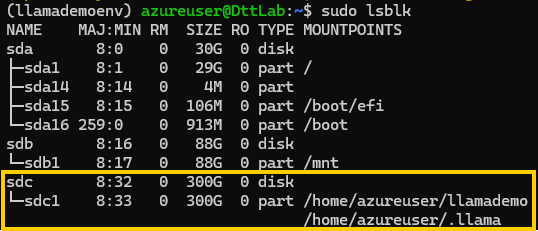 (llamademoenv) azureuser@DttLab:~$ sudo lsblk
NAME    MAJ:MIN RM  SIZE RO TYPE MOUNTPOINTS
sda       8:0    0   30G  0 disk
├─sda1    8:1    0   29G  0 part /
├─sda14   8:14   0    4M  0 part
├─sda15   8:15   0  106M  0 part /boot/efi
└─sda16 259:0    0  913M  0 part /boot
sdb       8:16   0   88G  0 disk
└─sdb1    8:17   0   88G  0 part /mnt
sdc       8:32   0  300G  0 disk
└─sdc1    8:33   0  300G  0 part /home/azureuser/llamademo
                                 /home/azureuser/.llama